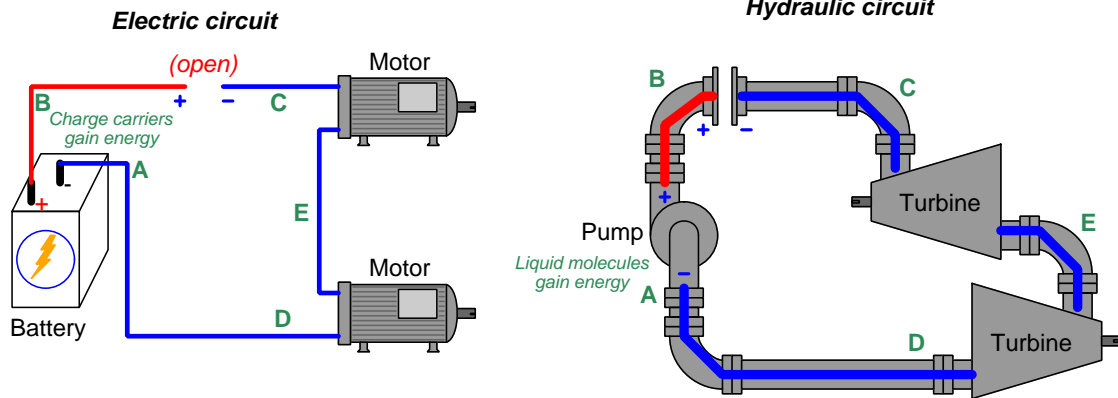 Electric circuit
Hydraulic circuit
(open)
Motor
B
+
-
C
Charge carriers
gain energy
A
-
+
E
Battery
Motor
D
B
C
+
-
+
Turbine
Pump
E
Liquid molecules
gain energy
-
A
D
Turbine